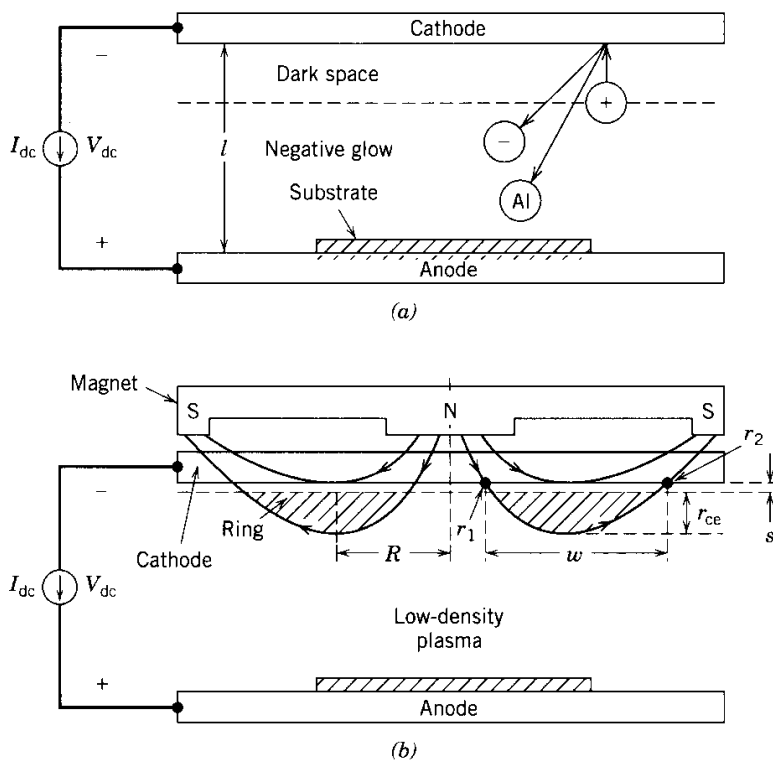 Cathode
−
Dark space
+
I_dc
V_dc
l
Negative glow
−
Substrate
Al
+
Anode
(a)
Magnet
S
N
S
r_2
−
Ring
r_1
r_ce
s
Cathode
R
w
I_dc
V_dc
Low-density
plasma
+
Anode
(b)